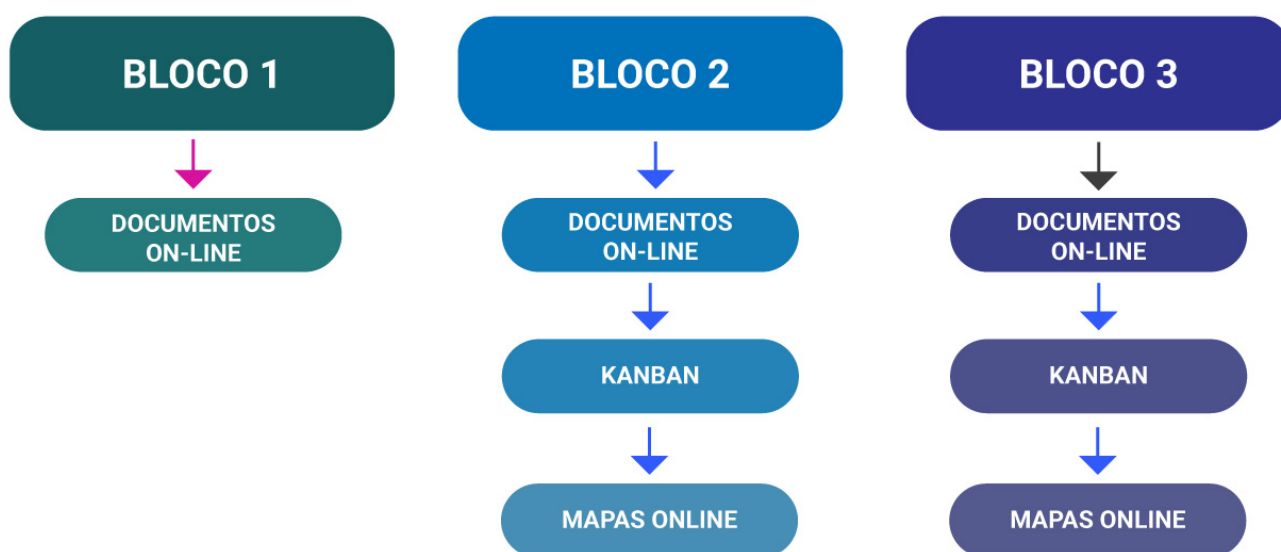 BLOCO 1
DOCUMENTOS
ON-LINE
BLOCO 2
DOCUMENTOS
ON-LINE
KANBAN
MAPAS ONLINE
BLOCO 3
DOCUMENTOS
ON-LINE
KANBAN
MAPAS ONLINE